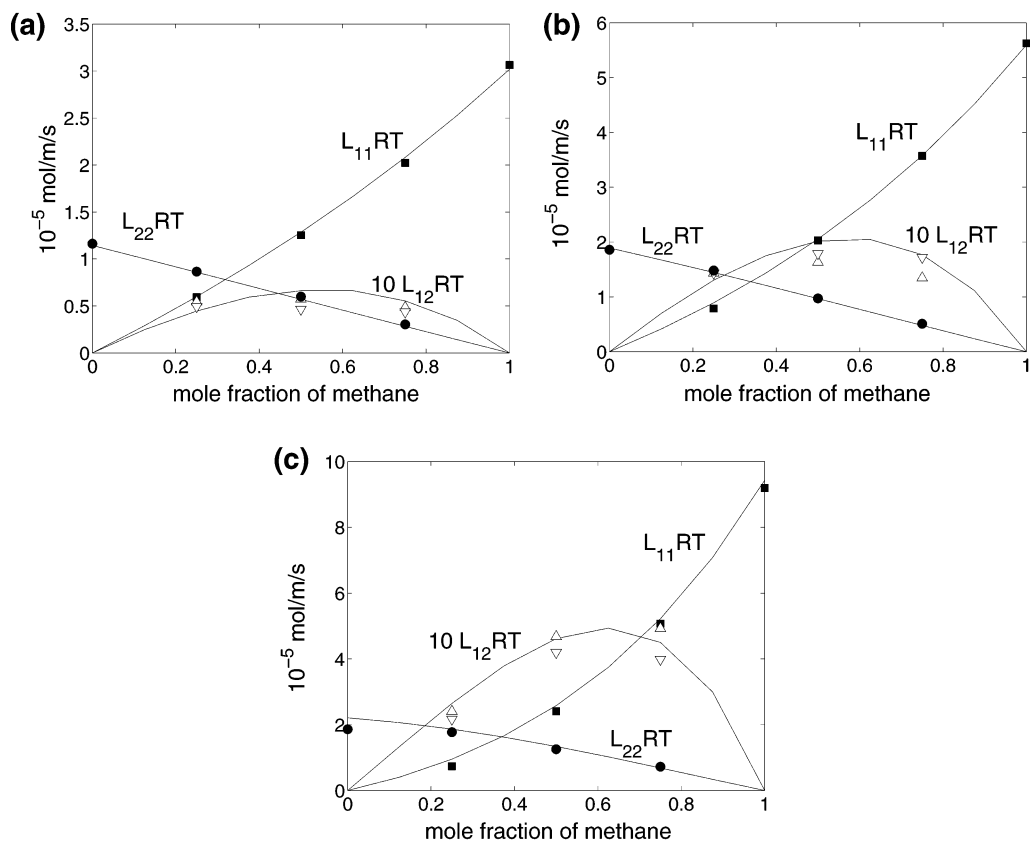 (a)
3.5
3
2.5
2
1.5
1
0.5
0
10⁻⁵ mol/m/s
L₁₁RT
L₂₂RT
10 L₁₂RT
0 0.2 0.4 0.6 0.8 1
mole fraction of methane
(b)
6
5
4
3
2
1
0
10⁻⁵ mol/m/s
L₁₁RT
L₂₂RT
10 L₁₂RT
0 0.2 0.4 0.6 0.8 1
mole fraction of methane
(c)
10
8
6
4
2
0
10⁻⁵ mol/m/s
L₁₁RT
10 L₁₂RT
L₂₂RT
0 0.2 0.4 0.6 0.8 1
mole fraction of methane